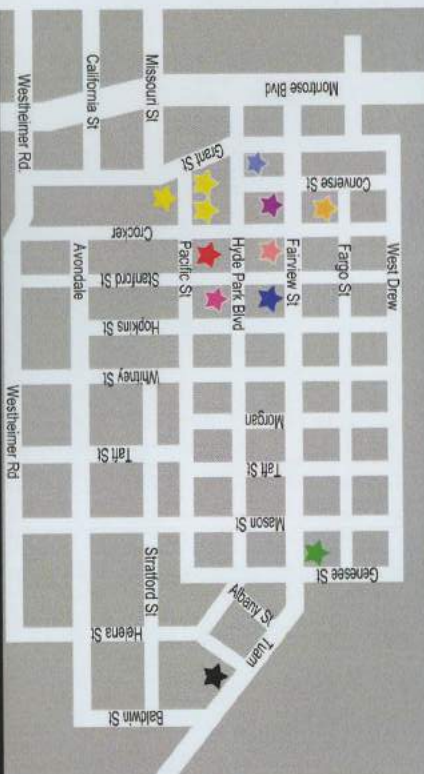 Montrose Blvd
Westheimer Rd.
California St
Missouri St
Grant St
Converse St
Crocker
Avondale
Stanford St
Pacific St
Hyde Park Blvd
Fairview St
Fargo St
West Drew
Hopkins St
Whitney St
Westheimer Rd
Morgan
Taft St
Taft St
Mason St
Stratford St
Genesee St
Albany St
Helena St
Tuam
Baldwin St